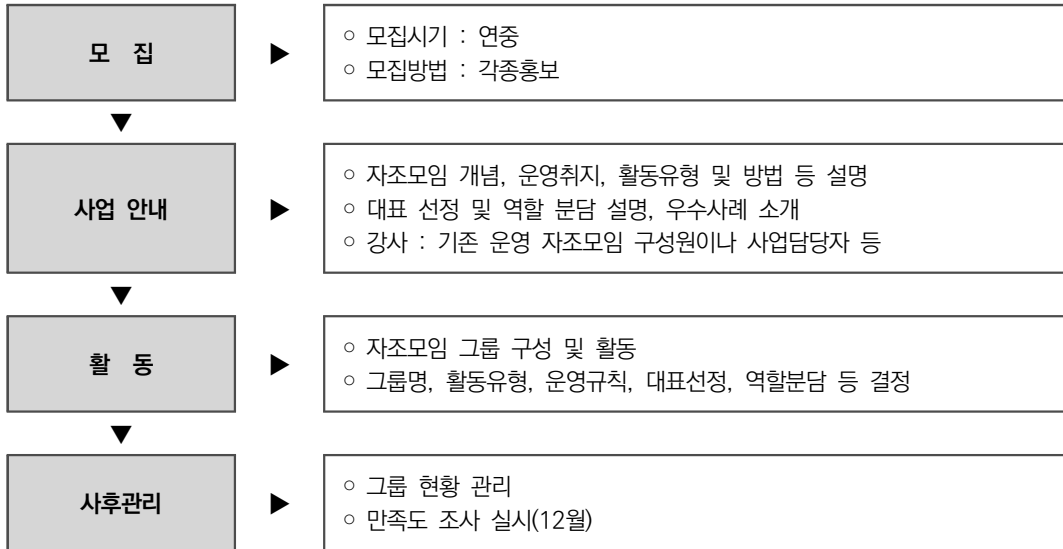 모 집
▶
○ 모집시기 : 연중
○ 모집방법 : 각종홍보
▼
사업 안내
▶
○ 자조모임 개념, 운영취지, 활동유형 및 방법 등 설명
○ 대표 선정 및 역할 분담 설명, 우수사례 소개
○ 강사 : 기존 운영 자조모임 구성원이나 사업담당자 등
▼
활 동
▶
○ 자조모임 그룹 구성 및 활동
○ 그룹명, 활동유형, 운영규칙, 대표선정, 역할분담 등 결정
▼
사후관리
▶
○ 그룹 현황 관리
○ 만족도 조사 실시(12월)